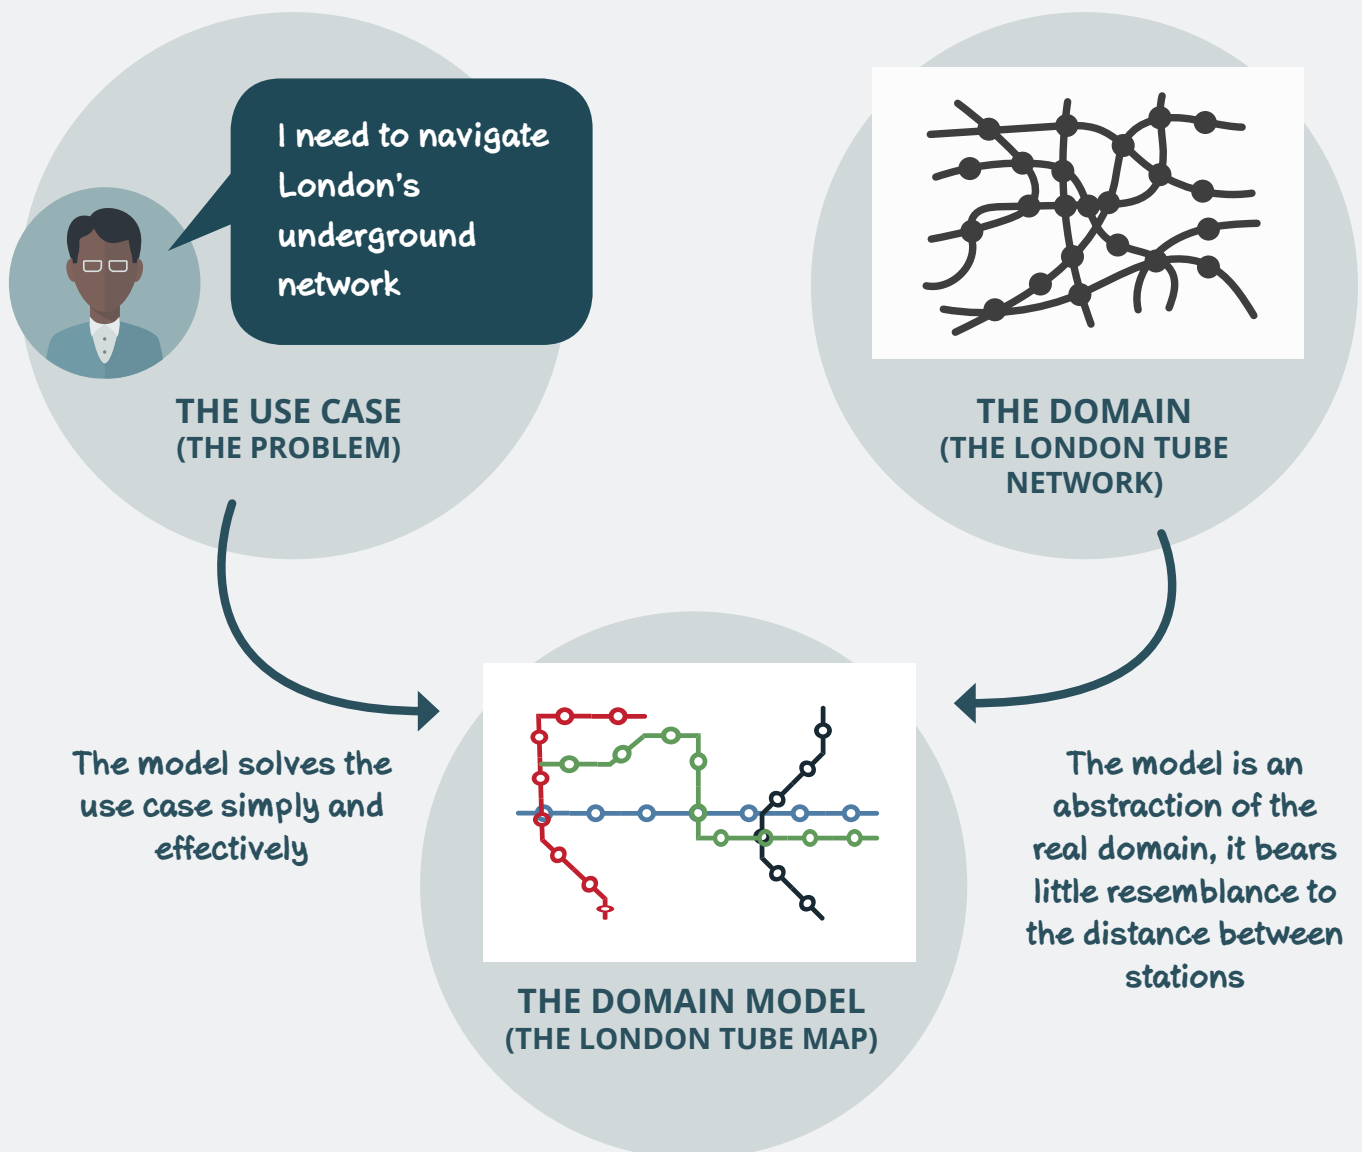 I need to navigate
London's
underground
network
THE USE CASE
(THE PROBLEM)
THE DOMAIN
(THE LONDON TUBE
NETWORK)
The model solves the
use case simply and
effectively
The model is an
abstraction of the
real domain, it bears
little resemblance to
the distance between
stations
THE DOMAIN MODEL
(THE LONDON TUBE MAP)